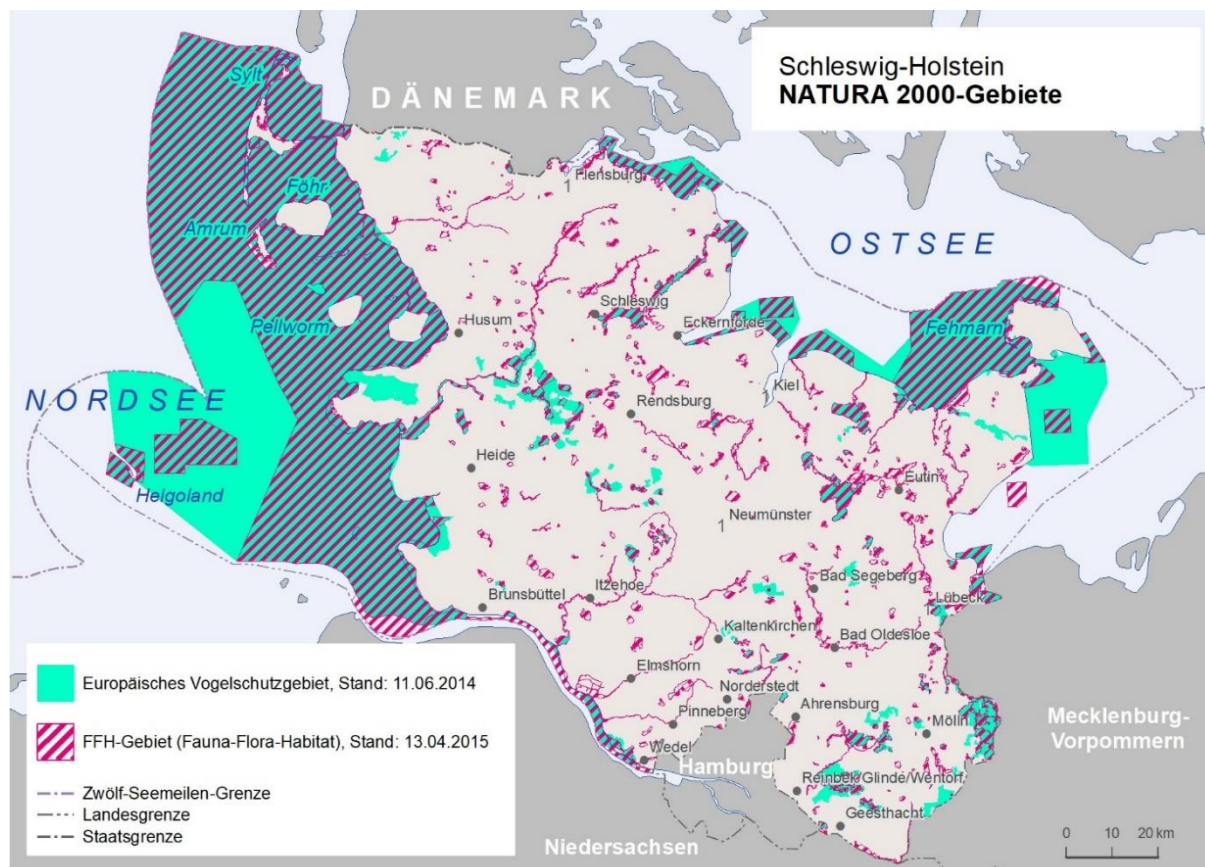 Schleswig-Holstein
NATURA 2000-Gebiete
DÄNEMARK
Sylt
Flensburg
1
Föhr
Amrum
OSTSEE
Schleswig
Eckernförde
Fehmarn
Pellworm
Husum
Kiel
NORDSEE
Rendsburg
Heide
Eutin
Helgoland
Neumünster
1
Bad Segeberg
Itzehoe
Brunsbüttel
Lübeck
1
Kaltenkirchen
Bad Oldesloe
Elmshorn
Norderstedt
Ahrensburg
Pinneberg
Mölln
Mecklenburg-
Vorpommern
Wedel
Hamburg
Reinbek/Glinde/Wentorf
Geesthacht
Niedersachsen
Europäisches Vogelschutzgebiet, Stand: 11.06.2014
FFH-Gebiet (Fauna-Flora-Habitat), Stand: 13.04.2015
Zwölf-Seemeilen-Grenze
Landesgrenze
Staatsgrenze
0 10 20 km